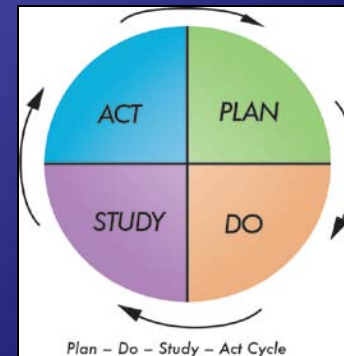 ACT
PLAN
STUDY
DO
Plan – Do – Study – Act Cycle